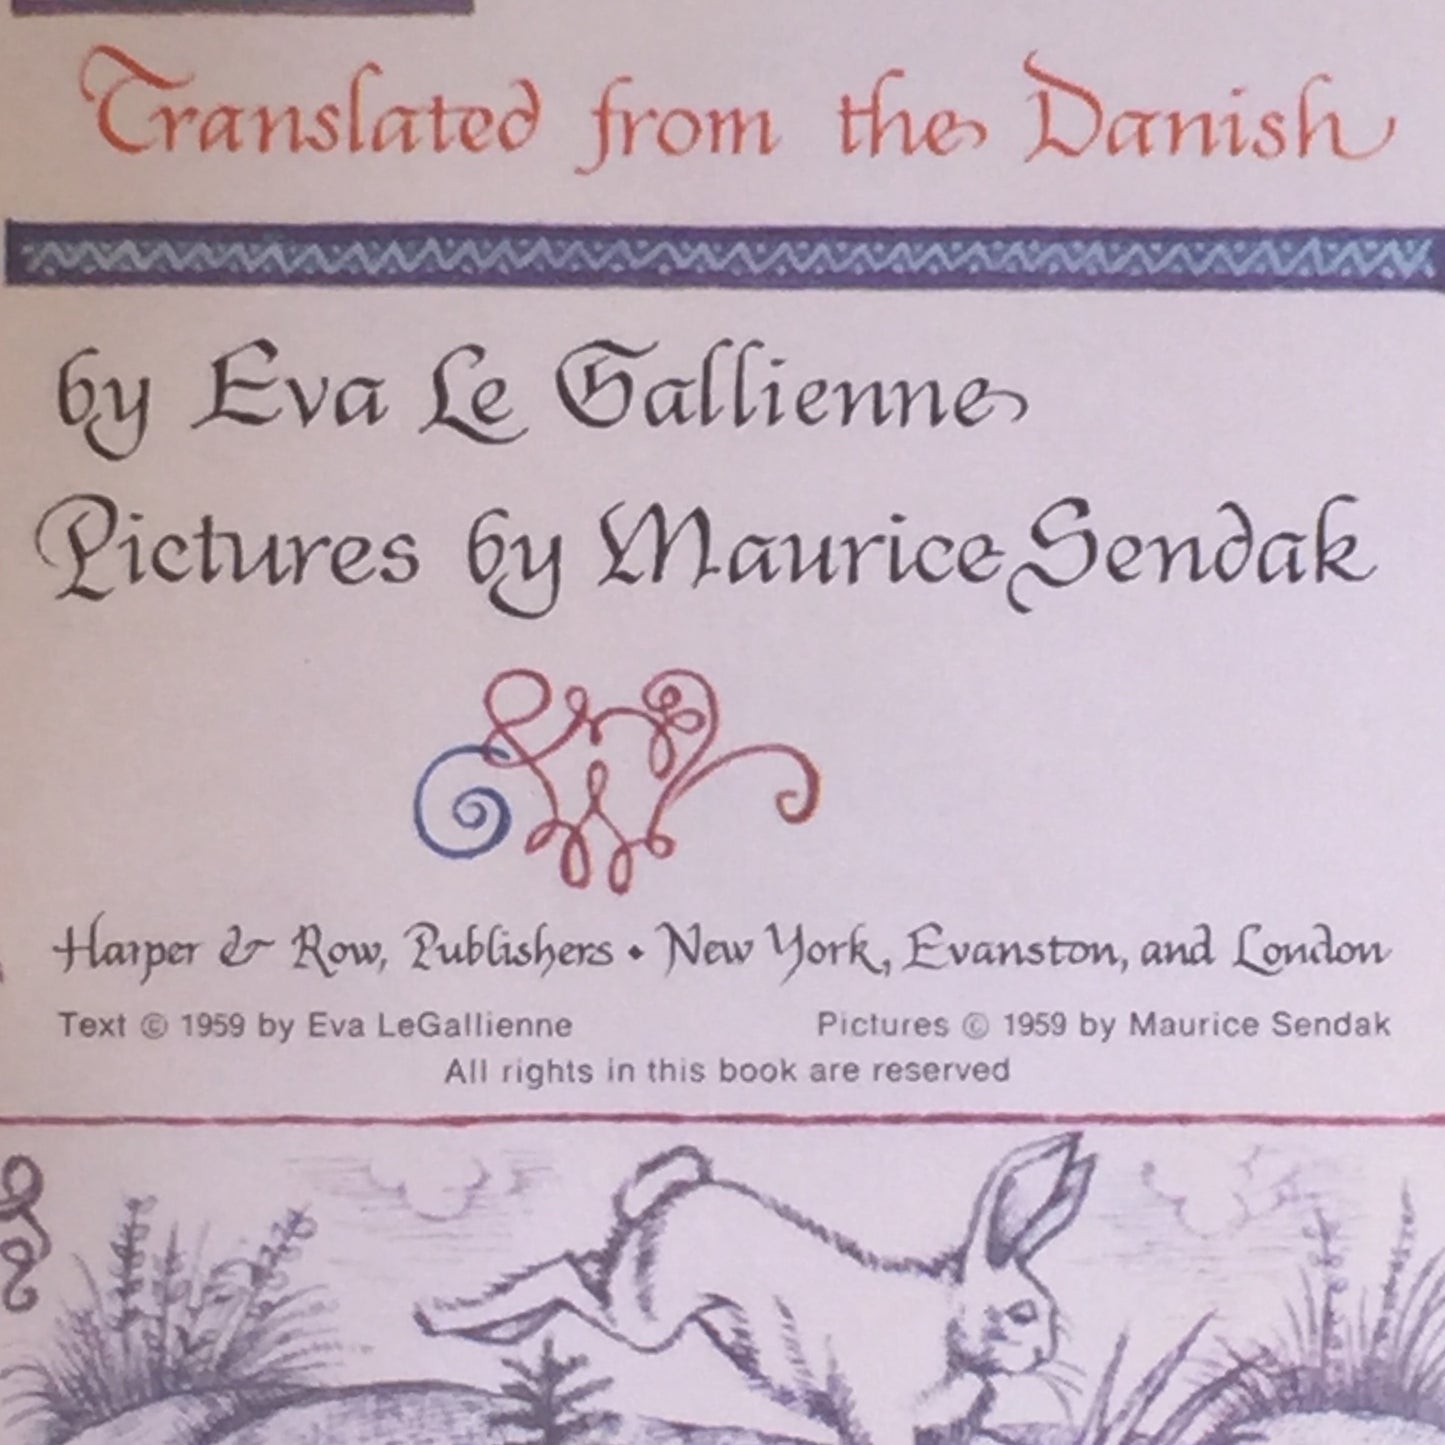 Translated from the Danish
by Eva Le Gallienne
Pictures by Maurice Sendak
Harper & Row, Publishers • New York, Evanston, and London
Text © 1959 by Eva LeGallienne Pictures © 1959 by Maurice Sendak
All rights in this book are reserved